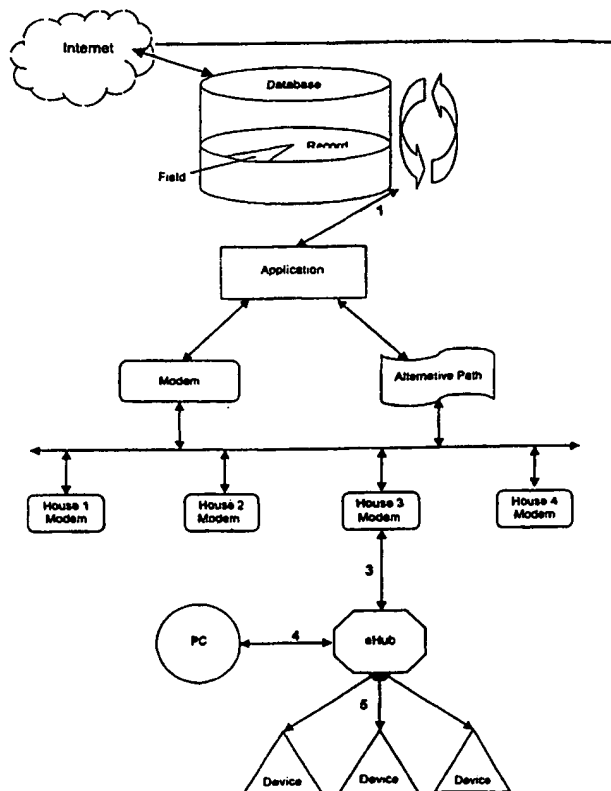 Internet
Database
Record
Field
1
Application
Modem
Alternative Path
House 1
Modem
House 2
Modem
House 3
Modem
House 4
Modem
3
PC
4
eHub
5
Device
Device
Device